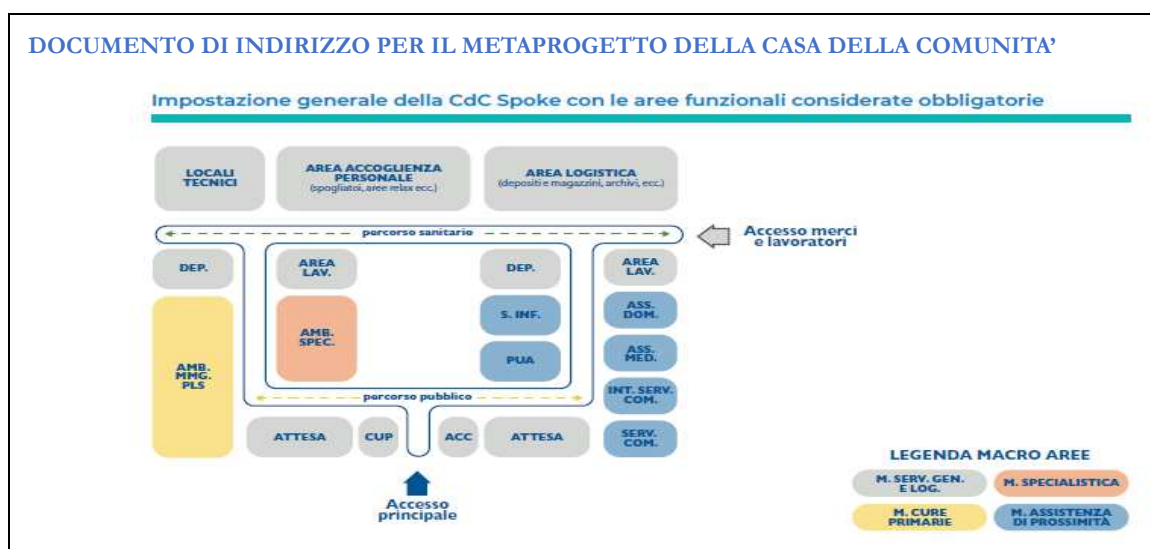 DOCUMENTO DI INDIRIZZO PER IL METAPROGETTO DELLA CASA DELLA COMUNITA’
Impostazione generale della CdC Spoke con le aree funzionali considerate obbligatorie
LOCALI
TECNICI
AREA ACCOGLIENZA
PERSONALE
(spogliatoi, aree relax ecc.)
AREA LOGISTICA
(depositi e magazzini, archivi, ecc.)
percorso sanitario
Accesso merci
e lavoratori
DEP.
AREA
LAV.
DEP.
AREA
LAV.
AMB.
MMG.
PLS
AMB.
SPEC.
S. INF.
PUA
ASS.
DOM.
ASS.
MED.
INT. SERV.
COM.
SERV.
COM.
percorso pubblico
ATTESA
CUP
ACC
ATTESA
Accesso
principale
LEGENDA MACRO AREE
M. SERV. GEN.
E LOG.
M. SPECIALISTICA
M. CURE
PRIMARIE
M. ASSISTENZA
DI PROSSIMITÀ